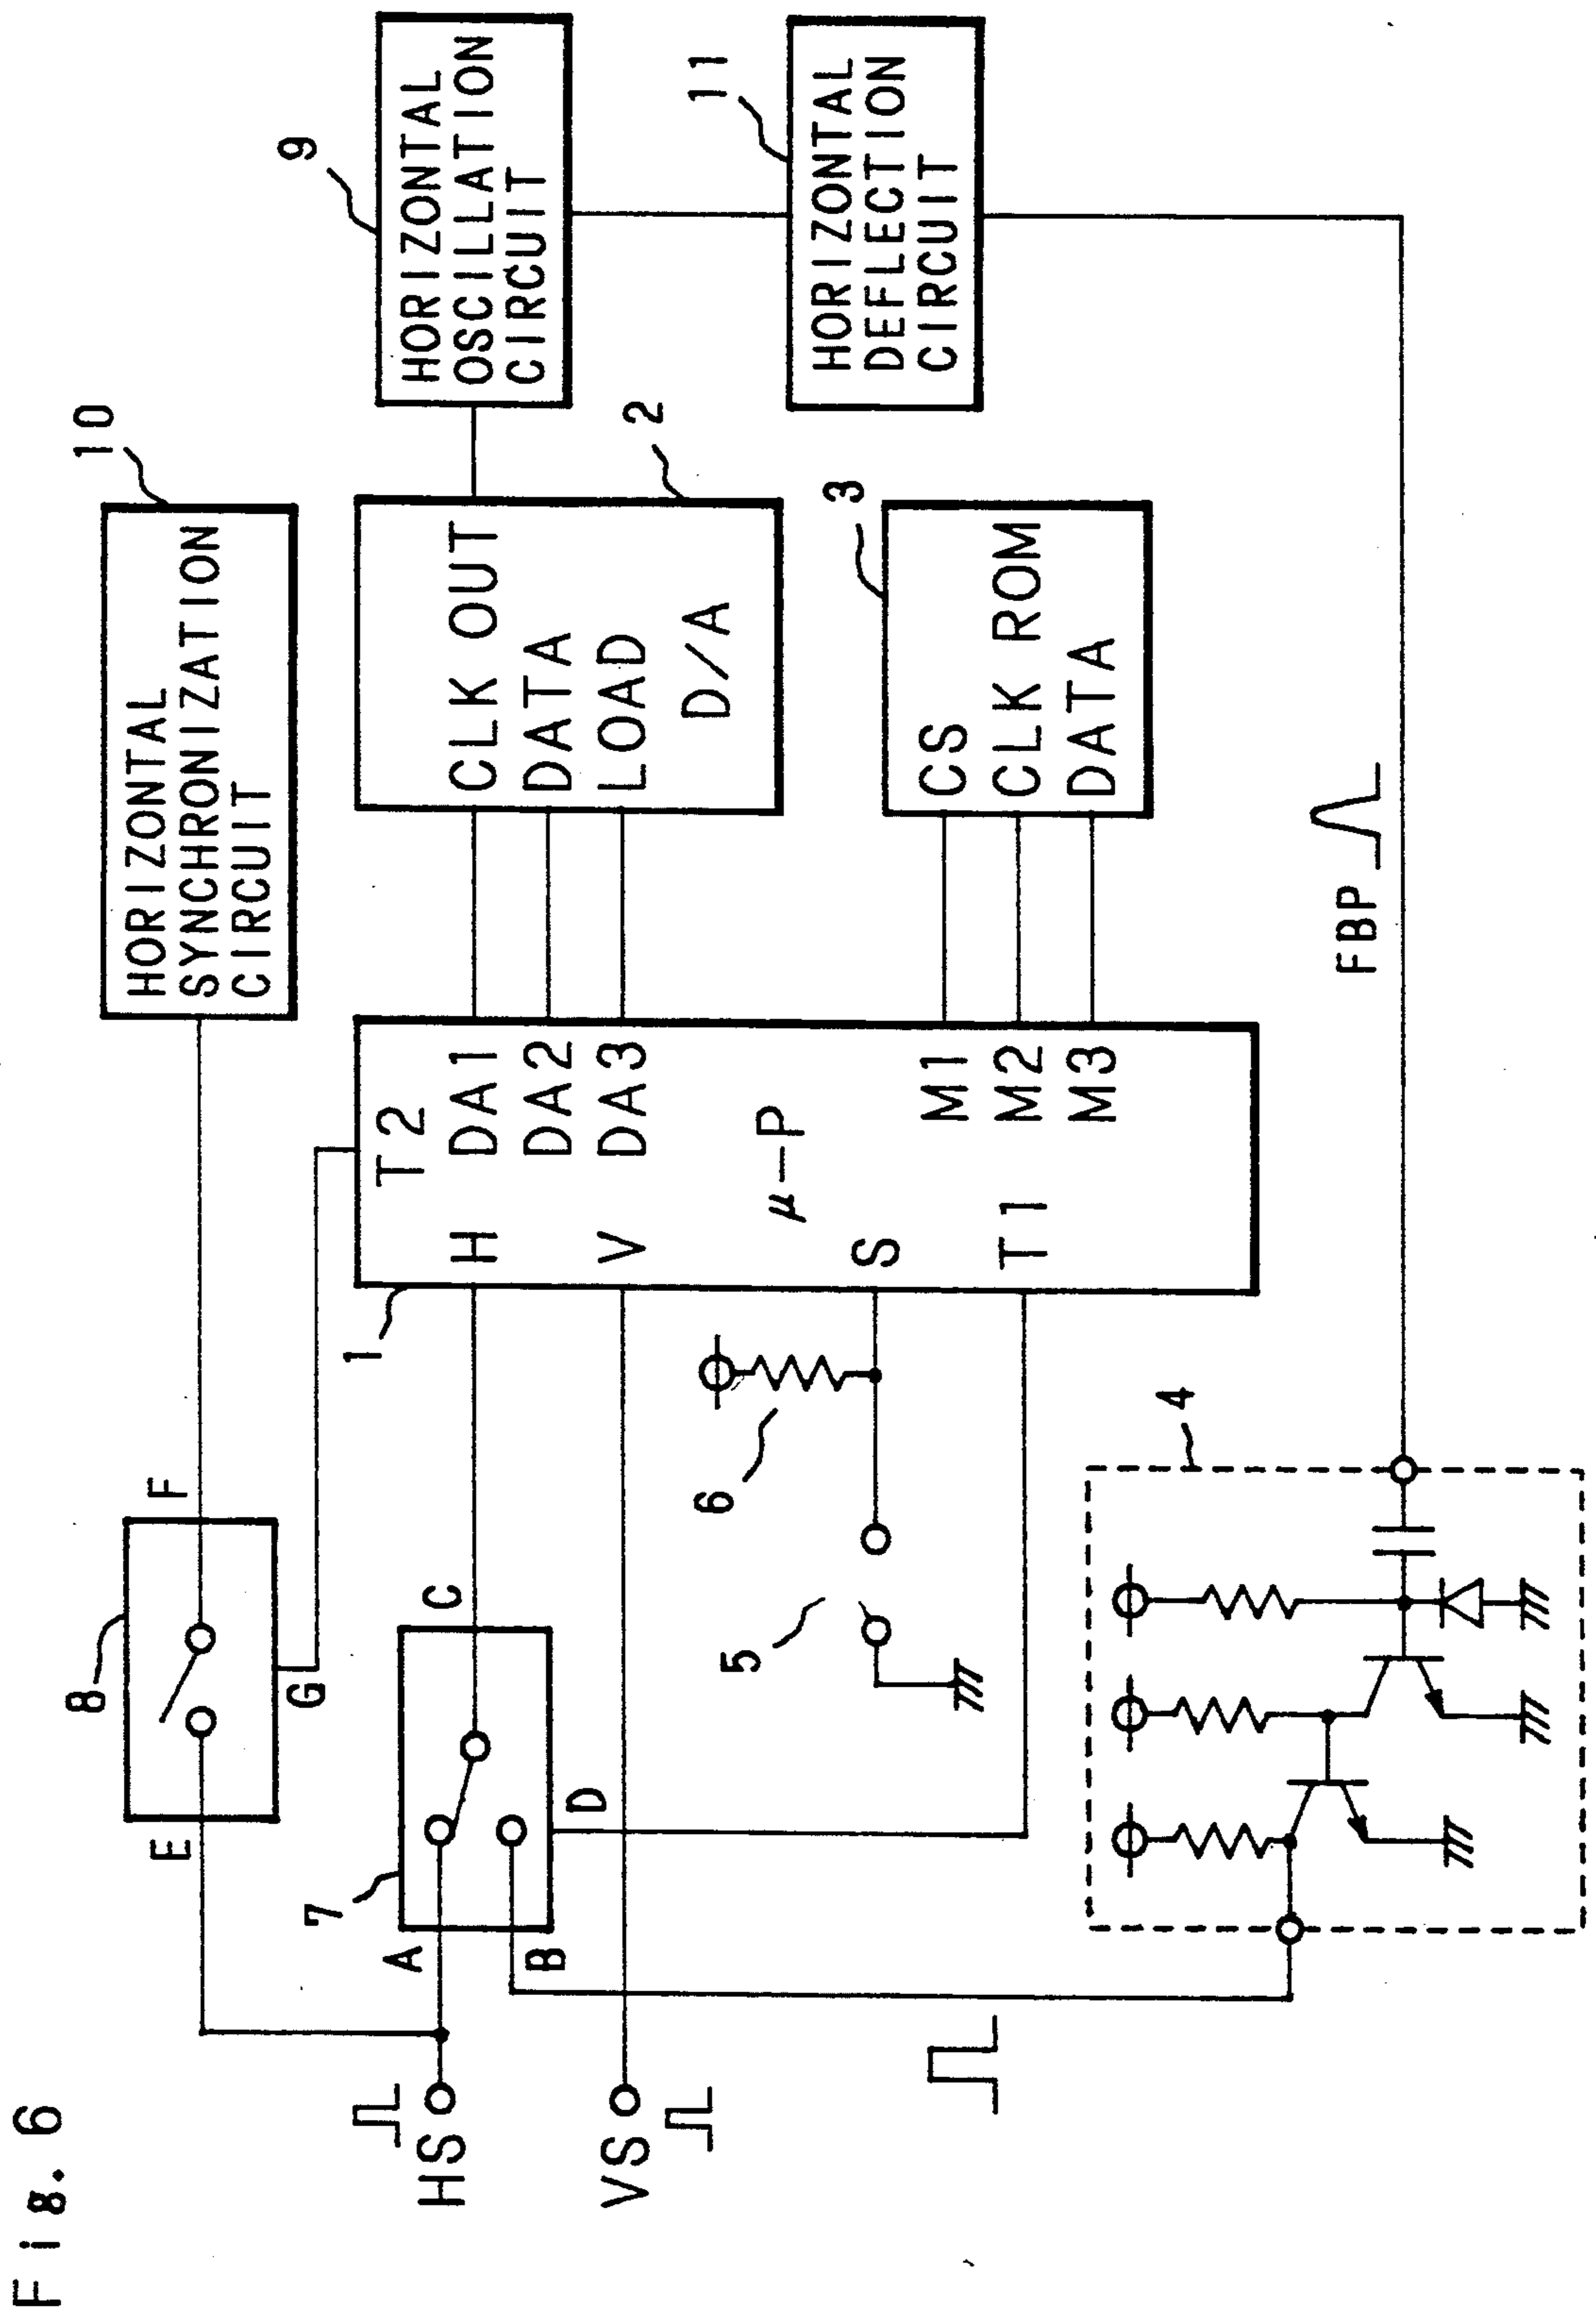 Fig. 6
10
HORIZONTAL
SYNCHRONIZATION
CIRCUIT
8
E
F
G
9
HORIZONTAL
OSCILLATION
CIRCUIT
11
HORIZONTAL
DEFLECTION
CIRCUIT
HS
VS
A
B
7
C
D
1
T2
H DA1
DA2
V DA3
μ-P
S
T1
M1
M2
M3
2
CLK OUT
DATA
LOAD
D/A
3
CS
CLK ROM
DATA
5
6
4
FBP